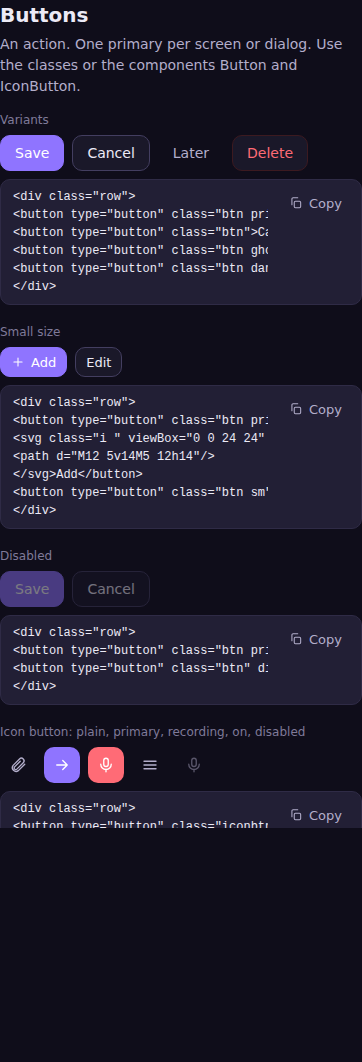 Buttons
An action. One primary per screen or dialog. Use
the classes or the components Button and
IconButton.
Variants
Save Cancel Later Delete
<div class="row">
<button type="button" class="btn pri
<button type="button" class="btn">Ca
<button type="button" class="btn gho
<button type="button" class="btn dan
</div>
Copy
Small size
Add Edit
<div class="row">
<button type="button" class="btn pri
<svg class="i " viewBox="0 0 24 24"
<path d="M12 5v14M5 12h14"/>
</svg>Add</button>
<button type="button" class="btn sm"
</div>
Copy
Disabled
Save Cancel
<div class="row">
<button type="button" class="btn pri
<button type="button" class="btn" di
</div>
Copy
Icon button: plain, primary, recording, on, disabled
<div class="row">
<button type="button" class="iconbtn
Copy